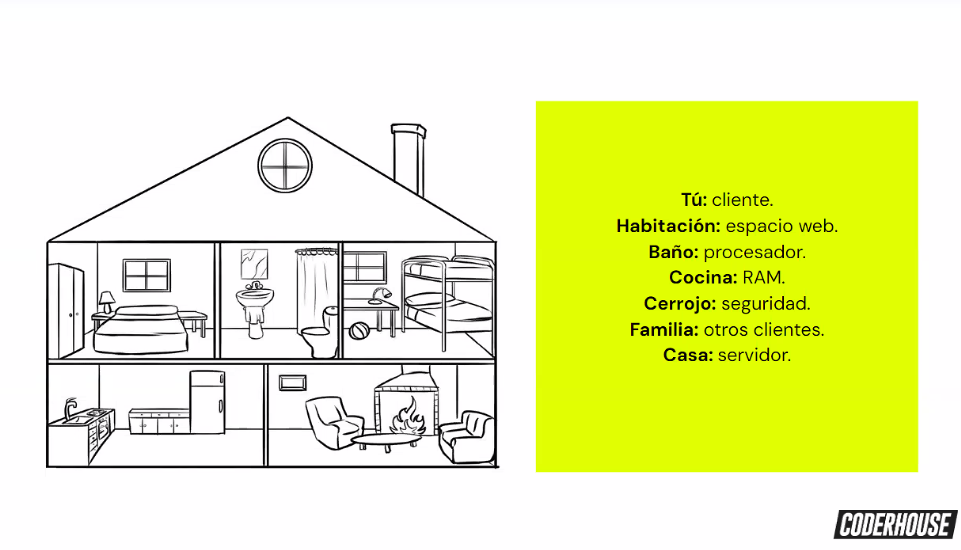 Tú: cliente.
Habitación: espacio web.
Baño: procesador.
Cocina: RAM.
Cerrojo: seguridad.
Familia: otros clientes.
Casa: servidor.
CODERHOUSE